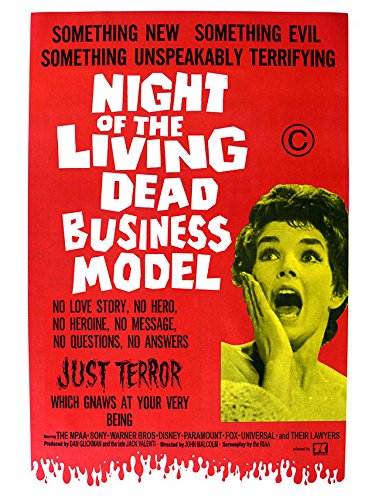 SOMETHING NEW SOMETHING EVIL
SOMETHING UNSPEAKABLY TERRIFYING
NIGHT
OF THE
LIVING
DEAD
BUSINESS
MODEL
©
NO LOVE STORY, NO HERO,
NO HEROINE, NO MESSAGE,
NO QUESTIONS, NO ANSWERS
JUST TERROR
WHICH GNAWS AT YOUR VERY
BEING
Starring THE MPAA-SONY-WARNER BROS-DISNEY-PARAMOUNT-FOX-UNIVERSAL-and THEIR LAWYERS
Produced by DAN GLICKMAN and the late JACK VALENTI Directed by JOHN MALCOLM Screenplay by the RIAA